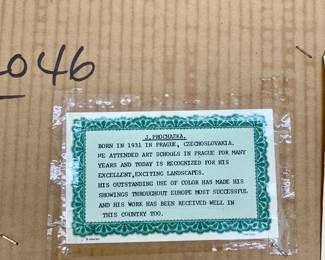 2046
J.PROCHAZKA.
BORN IN 1931 IN PRAGUE, CZECHOSLOVAKIA.
HE ATTENDED ART SCHOOLS IN PRAGUE FOR MANY
YEARS AND TODAY IS RECOGNIZED FOR HIS
EXCELLENT,EXCITING LANDSCAPES.
HIS OUTSTANDING USE OF COLOR HAS MADE HIS
SHOWINGS THROUGHOUT EUROPE MOST SUCCESSFUL
AND HIS WORK HAS BEEN RECEIVED WELL IN
THIS COUNTRY TOO.